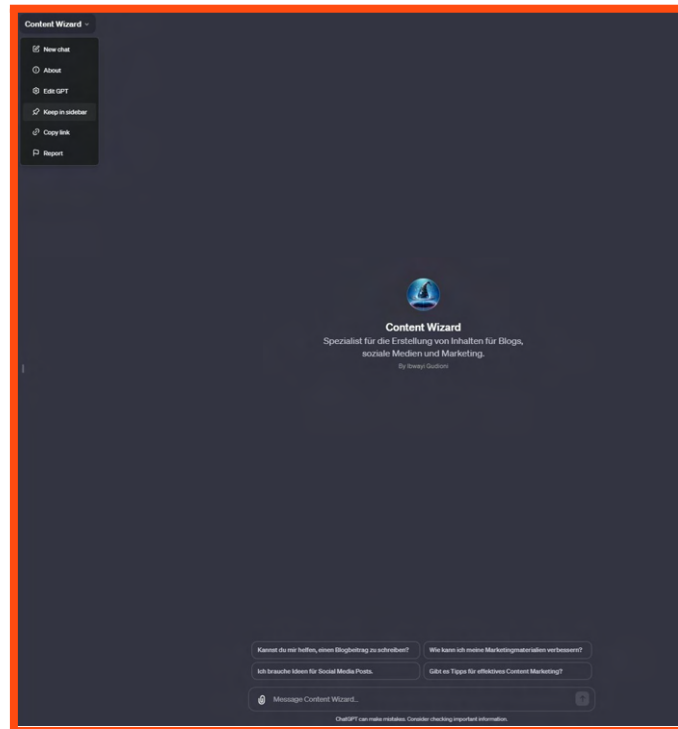 Content Wizard
New chat
About
Edit GPT
Keep in sidebar
Copy link
Report
Content Wizard
Spezialist für die Erstellung von Inhalten für Blogs,
soziale Medien und Marketing.
By Ibwayi Gudioni
Kannst du mir helfen, einen Blogbeitrag zu schreiben?
Wie kann ich meine Marketingmaterialien verbessern?
Ich brauche Ideen für Social Media Posts.
Gibt es Tipps für effektives Content Marketing?
Message Content Wizard...
ChatGPT can make mistakes. Consider checking important information.